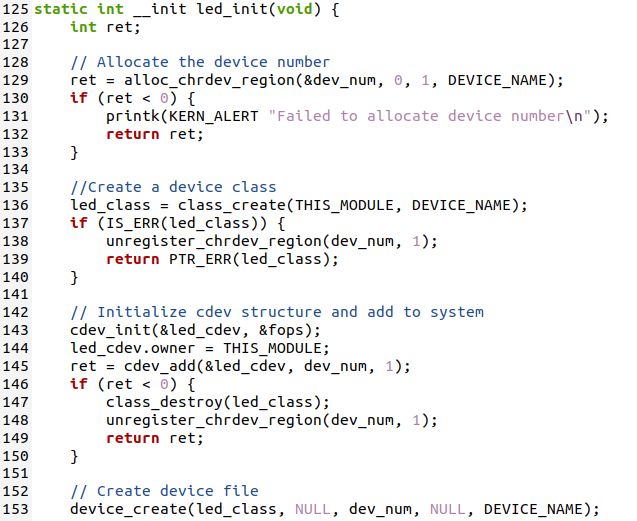 125 static int __init led_init(void) {
126     int ret;
127
128     // Allocate the device number
129     ret = alloc_chrdev_region(&dev_num, 0, 1, DEVICE_NAME);
130     if (ret < 0) {
131         printk(KERN_ALERT "Failed to allocate device number\n");
132         return ret;
133     }
134
135     //Create a device class
136     led_class = class_create(THIS_MODULE, DEVICE_NAME);
137     if (IS_ERR(led_class)) {
138         unregister_chrdev_region(dev_num, 1);
139         return PTR_ERR(led_class);
140     }
141
142     // Initialize cdev structure and add to system
143     cdev_init(&led_cdev, &fops);
144     led_cdev.owner = THIS_MODULE;
145     ret = cdev_add(&led_cdev, dev_num, 1);
146     if (ret < 0) {
147         class_destroy(led_class);
148         unregister_chrdev_region(dev_num, 1);
149         return ret;
150     }
151
152     // Create device file
153     device_create(led_class, NULL, dev_num, NULL, DEVICE_NAME);